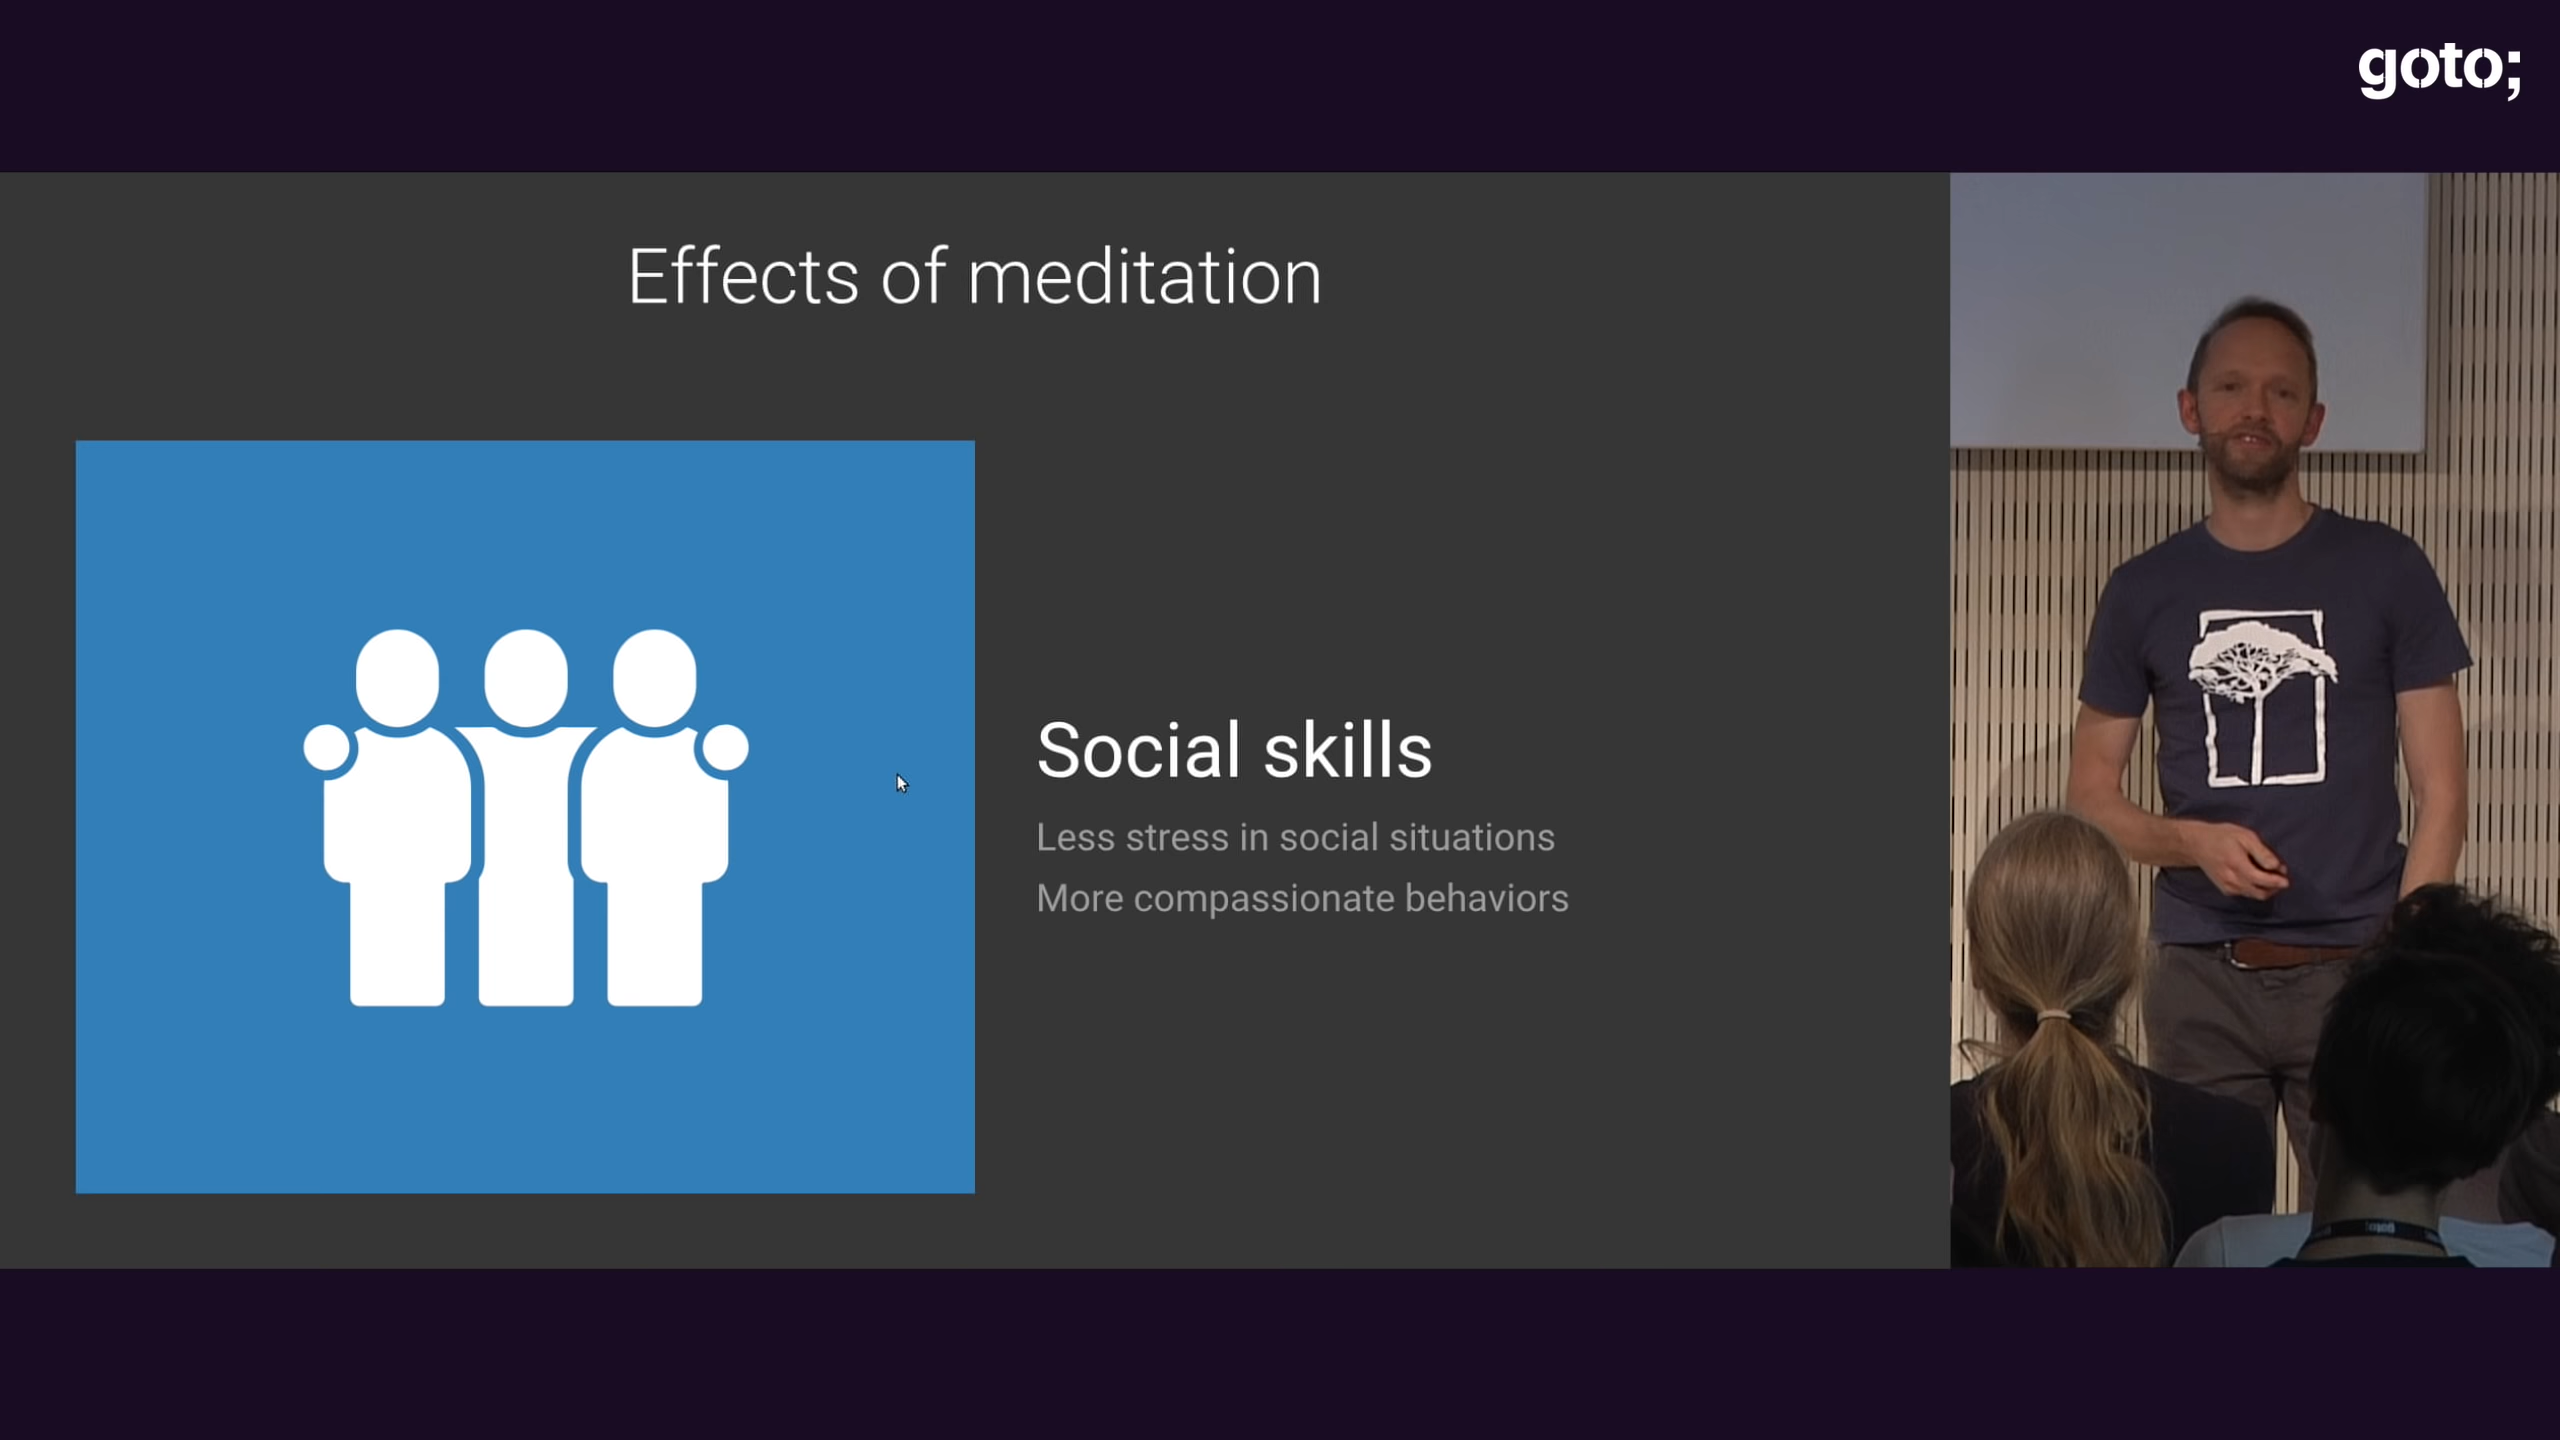 goto;
Effects of meditation
Social skills
Less stress in social situations
More compassionate behaviors